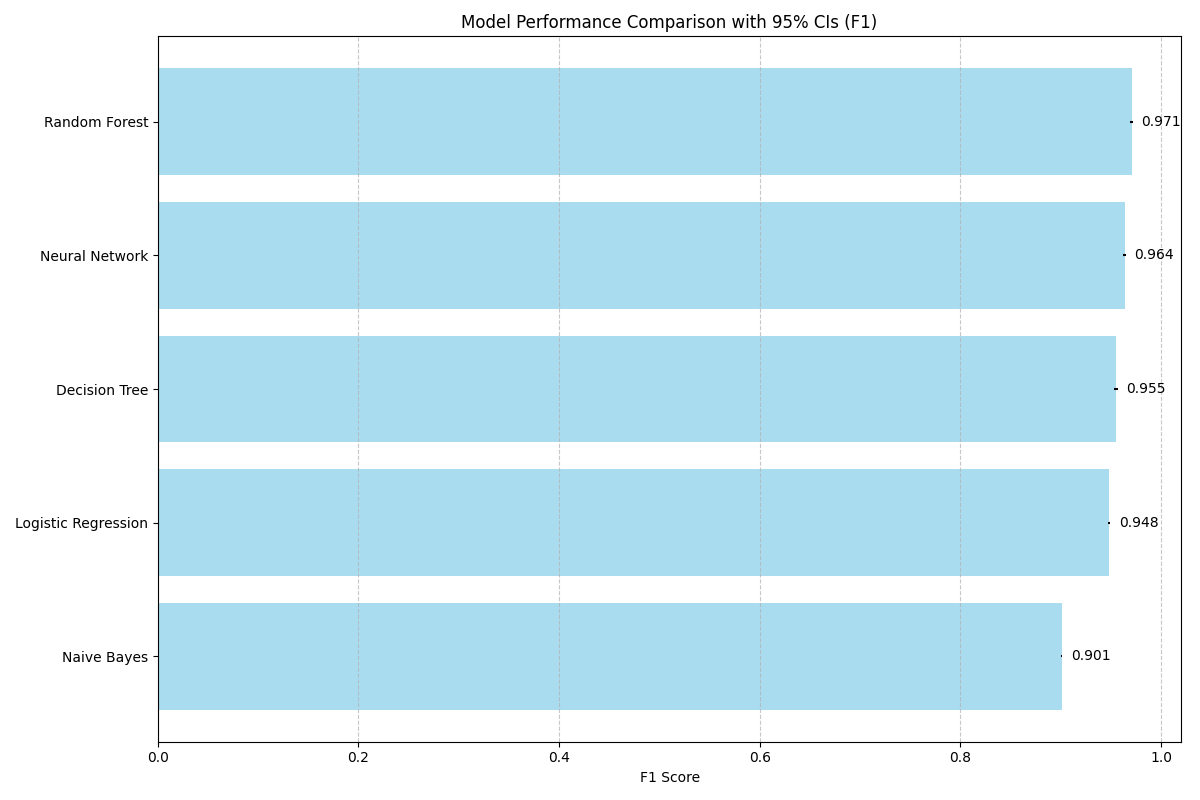 Model Performance Comparison with 95% CIs (F1)
Random Forest
0.971
Neural Network
0.964
Decision Tree
0.955
Logistic Regression
0.948
Naive Bayes
0.901
0.0 0.2 0.4 0.6 0.8 1.0
F1 Score